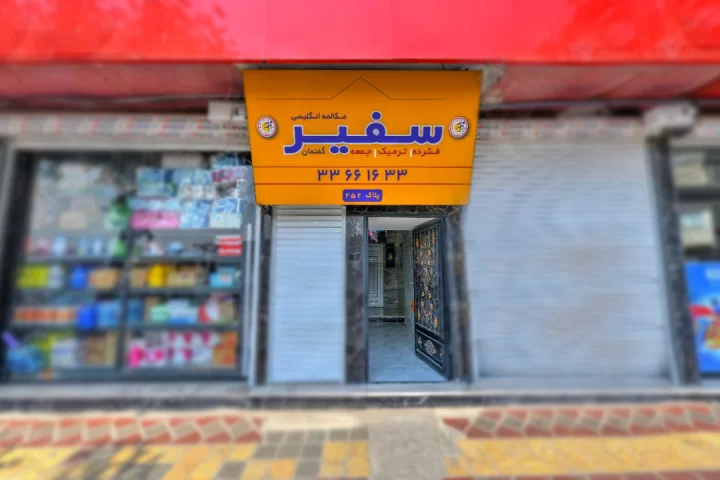 مکالمه انگلیسی
سفیر
گفتمان
فشرده | ترمیک | جمعه
۳۳ ۶۶ ۱۶ ۳۳
پلاک ۲۵۲